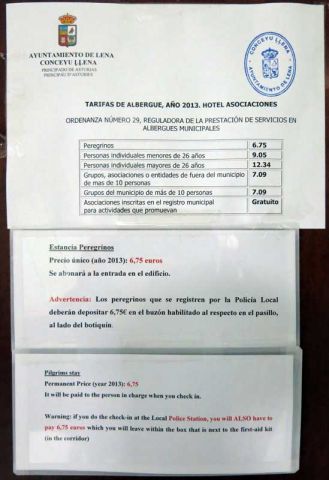 AYUNTAMIENTO DE LENA
CONCEYU ḶḶENA
PRINCIPADO DE ASTURIAS
PRINCIPAU D'ASTURIES
CONCEYU LLENA
AYUNTAMIENTO DE LENA
TARIFAS DE ALBERGUE, AÑO 2013. HOTEL ASOCIACIONES
ORDENANZA NÚMERO 29, REGULADORA DE LA PRESTACIÓN DE SERVICIOS EN
ALBERGUES MUNICIPALES
Peregrinos 6.75
Personas individuales menores de 26 años 9.05
Personas individuales mayores de 26 años 12.34
Grupos, asociaciones o entidades de fuera del municipio 7.09
de mas de 10 personas
Grupos del municipio de más de 10 personas 7.09
Asociaciones inscritas en el registro municipal Gratuito
para actividades que promuevan
Estancia Peregrinos
Precio único (año 2013): 6,75 euros
Se abonará a la entrada en el edificio.
Advertencia: Los peregrinos que se registren por la Policía Local
deberán depositar 6,75€ en el buzón habilitado al respecto en el pasillo,
al lado del botiquín.
Pilgrims stay
Permanent Price (year 2013): 6,75
It will be paid to the person in charge when you check in.
Warning: if you do the check-in at the Local Police Station, you will ALSO have to
pay 6,75 euros which you will leave within the box that is next to the first-aid kit
(in the corridor)